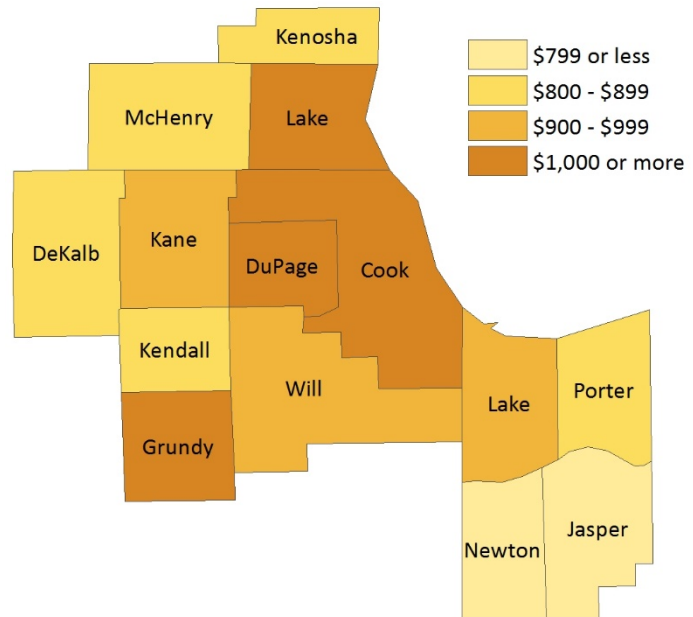 Kenosha
$799 or less
$800 - $899
$900 - $999
$1,000 or more
McHenry
Lake
DeKalb
Kane
DuPage
Cook
Kendall
Will
Grundy
Lake
Porter
Newton
Jasper